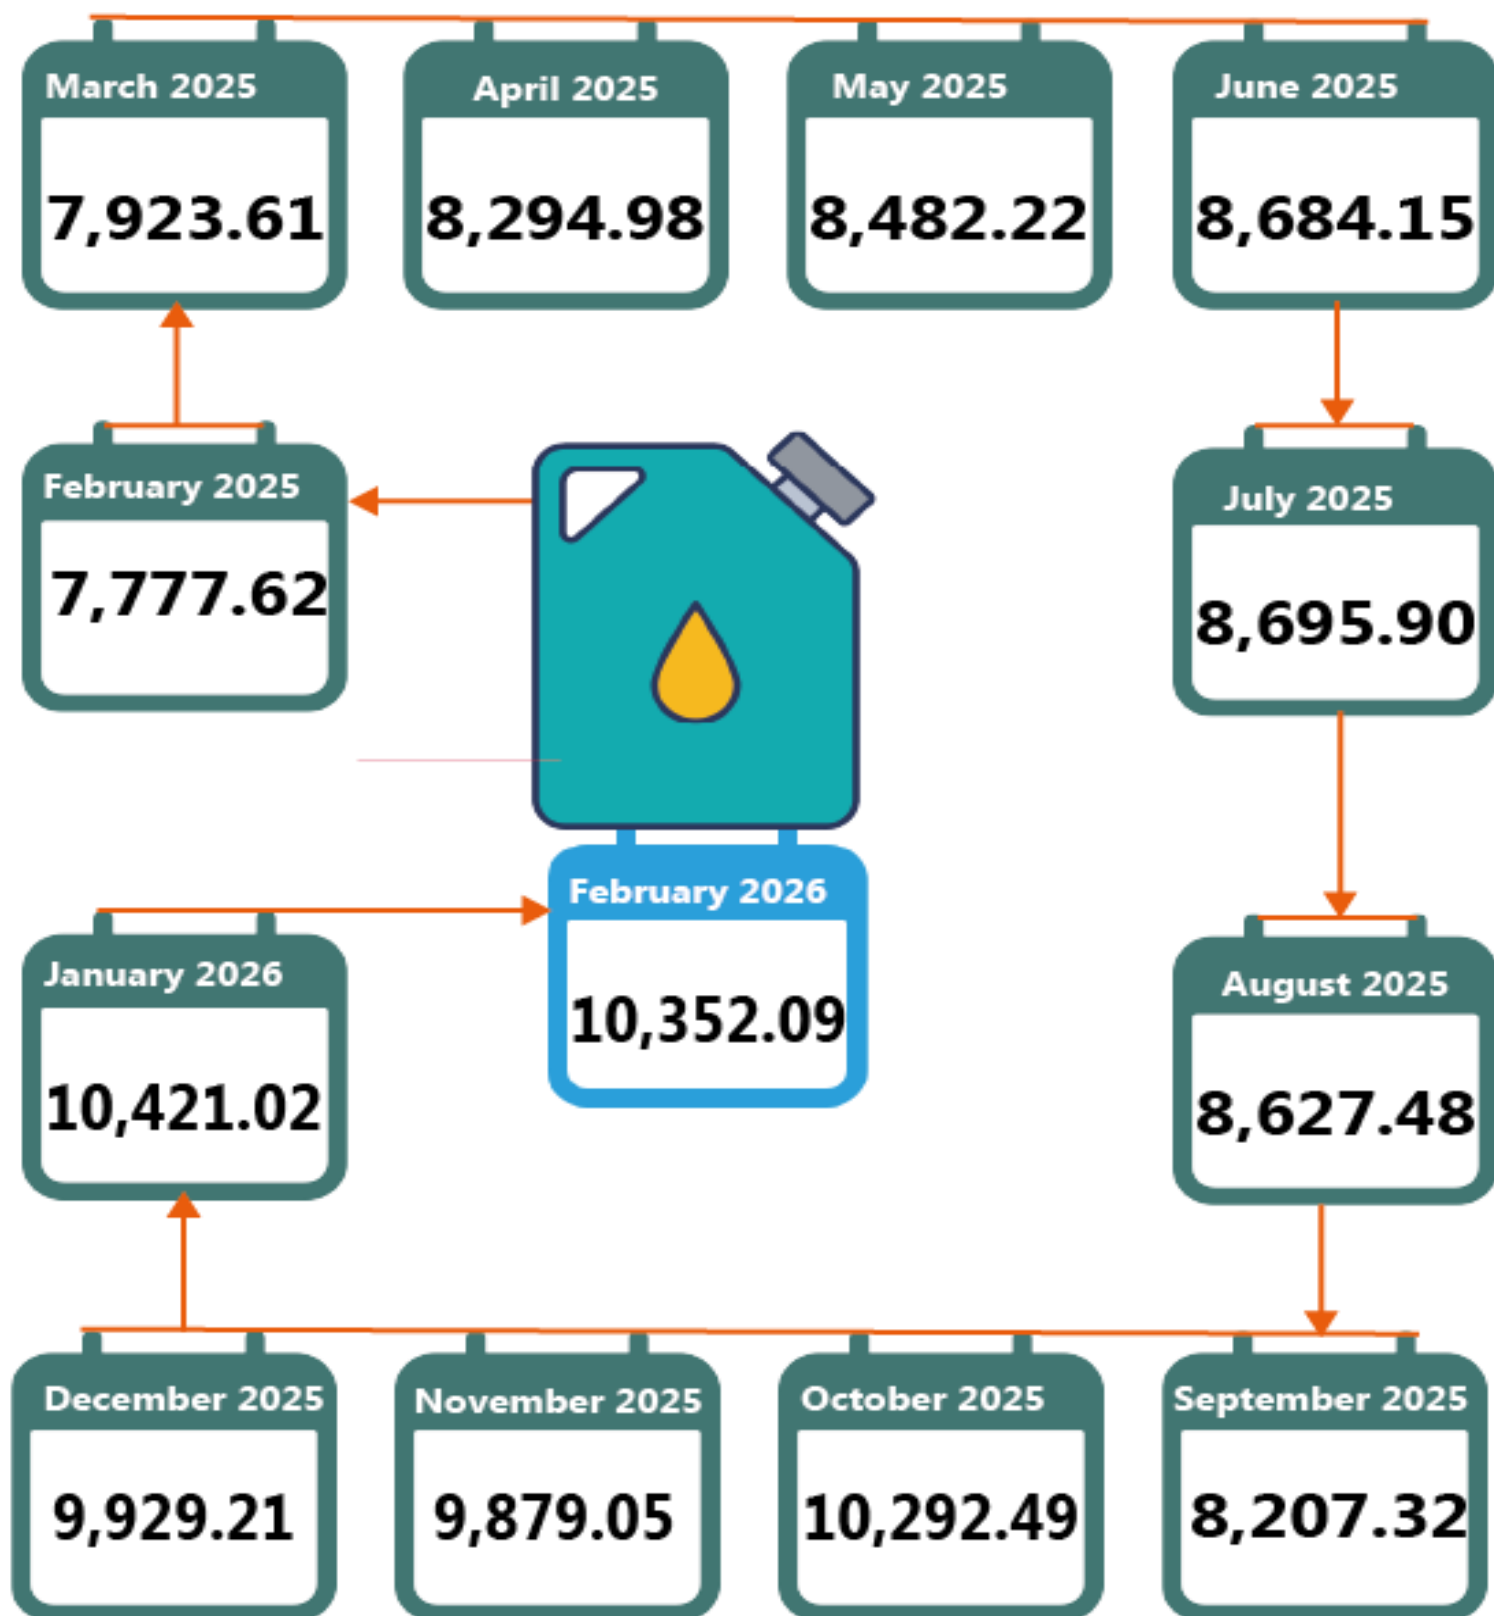 March 2025
7,923.61
April 2025
8,294.98
May 2025
8,482.22
June 2025
8,684.15
February 2025
7,777.62
July 2025
8,695.90
January 2026
10,421.02
February 2026
10,352.09
August 2025
8,627.48
December 2025
9,929.21
November 2025
9,879.05
October 2025
10,292.49
September 2025
8,207.32